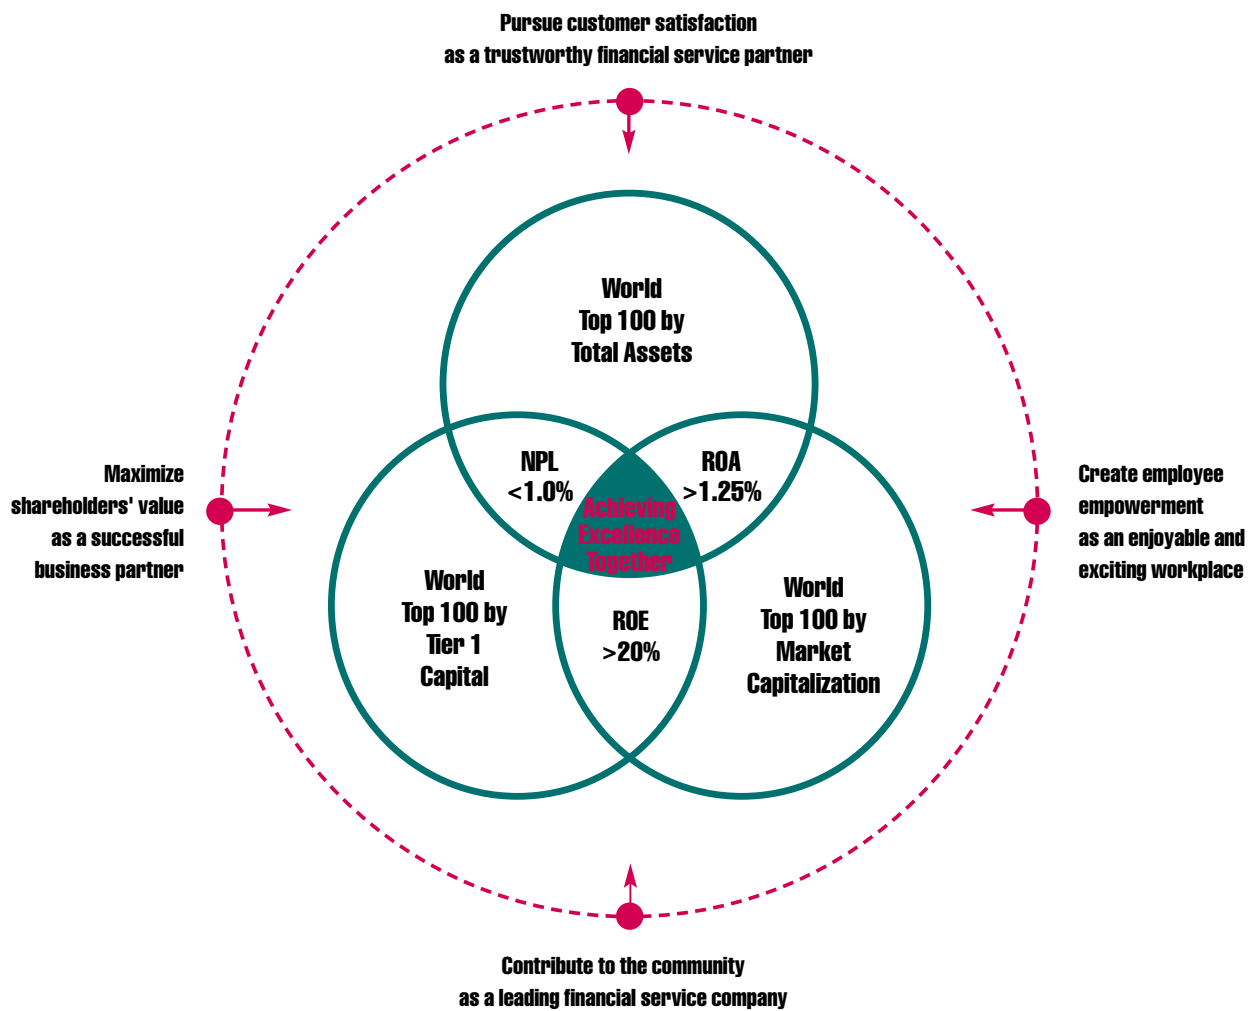 Pursue customer satisfaction
as a trustworthy financial service partner
World
Top 100 by
Total Assets
NPL
<1.0%
ROA
>1.25%
Achieving
Excellence
Together
Maximize
shareholders' value
as a successful
business partner
Create employee
empowerment
as an enjoyable and
exciting workplace
World
Top 100 by
Tier 1
Capital
ROE
>20%
World
Top 100 by
Market
Capitalization
Contribute to the community
as a leading financial service company